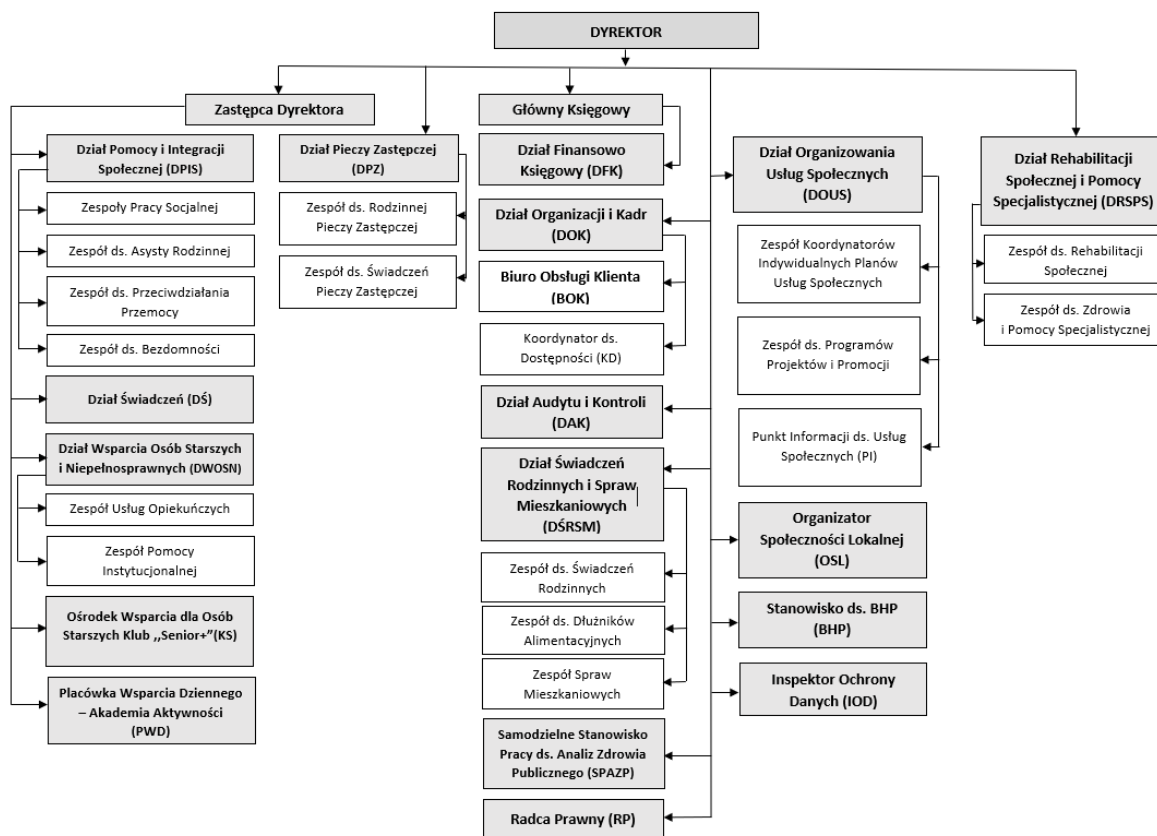 DYREKTOR
Zastępca Dyrektora
Dział Pomocy i Integracji
Społecznej (DPIS)
Zespoły Pracy Socjalnej
Zespół ds. Asysty Rodzinnej
Zespół ds. Przeciwdziałania
Przemocy
Zespół ds. Bezdomności
Dział Świadczeń (DŚ)
Dział Wsparcia Osób Starszych
i Niepełnosprawnych (DWOSN)
Zespół Usług Opiekuńczych
Zespół Pomocy
Instytucjonalnej
Ośrodek Wsparcia dla Osób
Starszych Klub ,,Senior+”(KS)
Placówka Wsparcia Dziennego
– Akademia Aktywności
(PWD)
Dział Pieczy Zastępczej
(DPZ)
Zespół ds. Rodzinnej
Pieczy Zastępczej
Zespół ds. Świadczeń
Pieczy Zastępczej
Główny Księgowy
Dział Finansowo
Księgowy (DFK)
Dział Organizacji i Kadr
(DOK)
Biuro Obsługi Klienta
(BOK)
Koordynator ds.
Dostępności (KD)
Dział Audytu i Kontroli
(DAK)
Dział Świadczeń
Rodzinnych i Spraw
Mieszkaniowych
(DŚRSM)
Zespół ds. Świadczeń
Rodzinnych
Zespół ds. Dłużników
Alimentacyjnych
Zespół Spraw
Mieszkaniowych
Samodzielne Stanowisko
Pracy ds. Analiz Zdrowia
Publicznego (SPAZP)
Radca Prawny (RP)
Dział Organizowania
Usług Społecznych
(DOUS)
Zespół Koordynatorów
Indywidualnych Planów
Usług Społecznych
Zespół ds. Programów
Projektów i Promocji
Punkt Informacji ds. Usług
Społecznych (PI)
Organizator
Społeczności Lokalnej
(OSL)
Stanowisko ds. BHP
(BHP)
Inspektor Ochrony
Danych (IOD)
Dział Rehabilitacji
Społecznej i Pomocy
Specjalistycznej (DRSPS)
Zespół ds. Rehabilitacji
Społecznej
Zespół ds. Zdrowia
i Pomocy Specjalistycznej